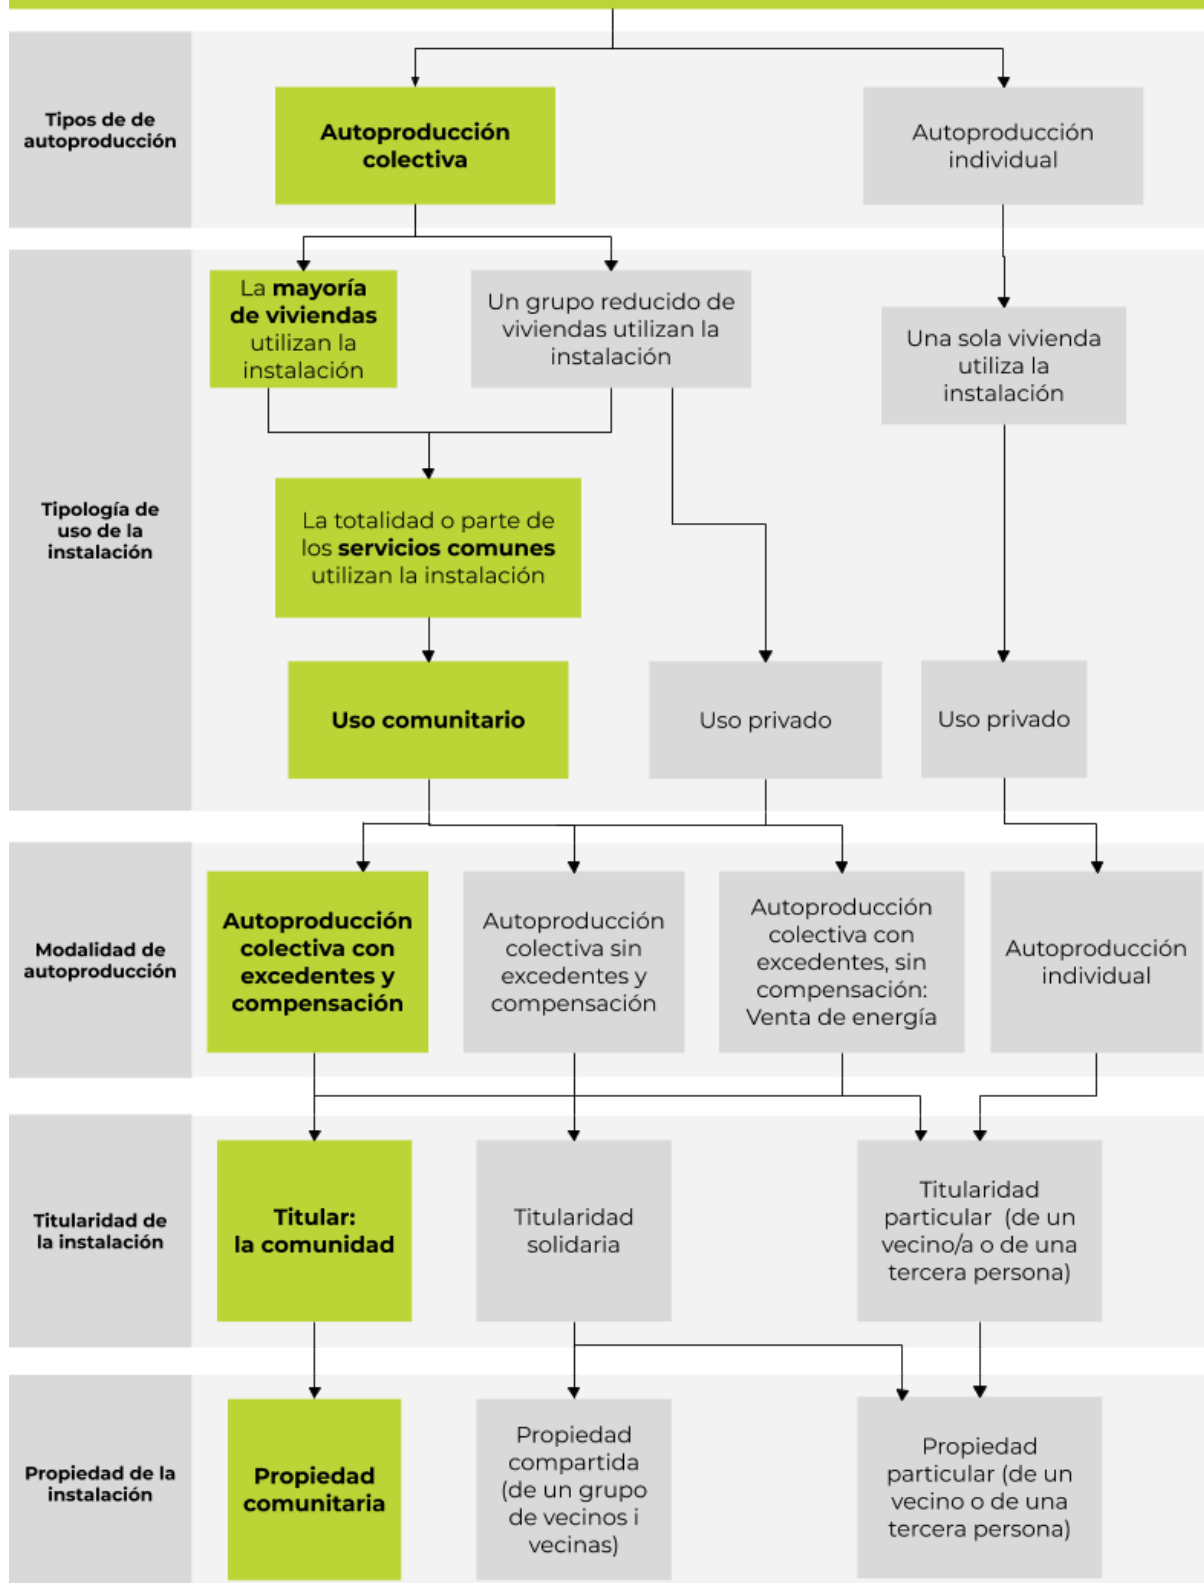 Tipos de de
autoproducción
Autoproducción
colectiva
Autoproducción
individual
Tipología de
uso de la
instalación
La mayoría
de viviendas
utilizan la
instalación
Un grupo reducido de
viviendas utilizan la
instalación
Una sola vivienda
utiliza la
instalación
La totalidad o parte de
los servicios comunes
utilizan la instalación
Uso comunitario
Uso privado
Uso privado
Modalidad de
autoproducción
Autoproducción
colectiva con
excedentes y
compensación
Autoproducción
colectiva sin
excedentes y
compensación
Autoproducción
colectiva con
excedentes, sin
compensación:
Venta de energía
Autoproducción
individual
Titularidad de
la instalación
Titular:
la comunidad
Titularidad
solidaria
Titularidad
particular (de un
vecino/a o de una
tercera persona)
Propiedad de la
instalación
Propiedad
comunitaria
Propiedad
compartida
(de un grupo
de vecinos i
vecinas)
Propiedad
particular (de un
vecino o de una
tercera persona)